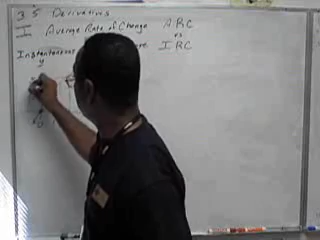 3 5 Derivatives
I Average Rate of Change ARC
vs
Instantaneous IRC
y